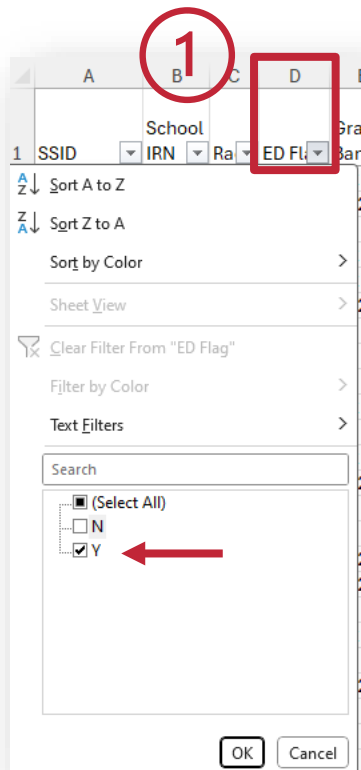 1
A B C D
School
1 SSID IRN Ra ED Fla Ban
Sort A to Z
Sort Z to A
Sort by Color
Sheet View
Clear Filter From "ED Flag"
Filter by Color
Text Filters
Search
(Select All)
N
Y
OK Cancel